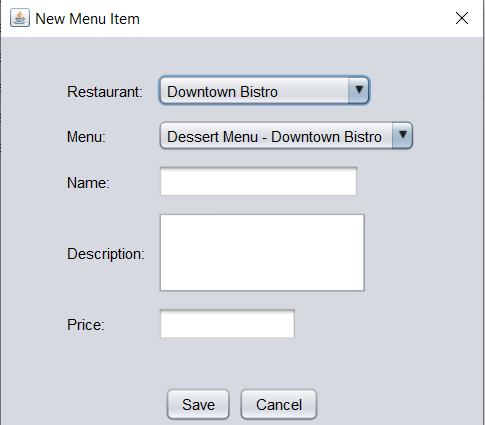 New Menu Item
Restaurant: Downtown Bistro
Menu: Dessert Menu - Downtown Bistro
Name:
Description:
Price:
Save Cancel